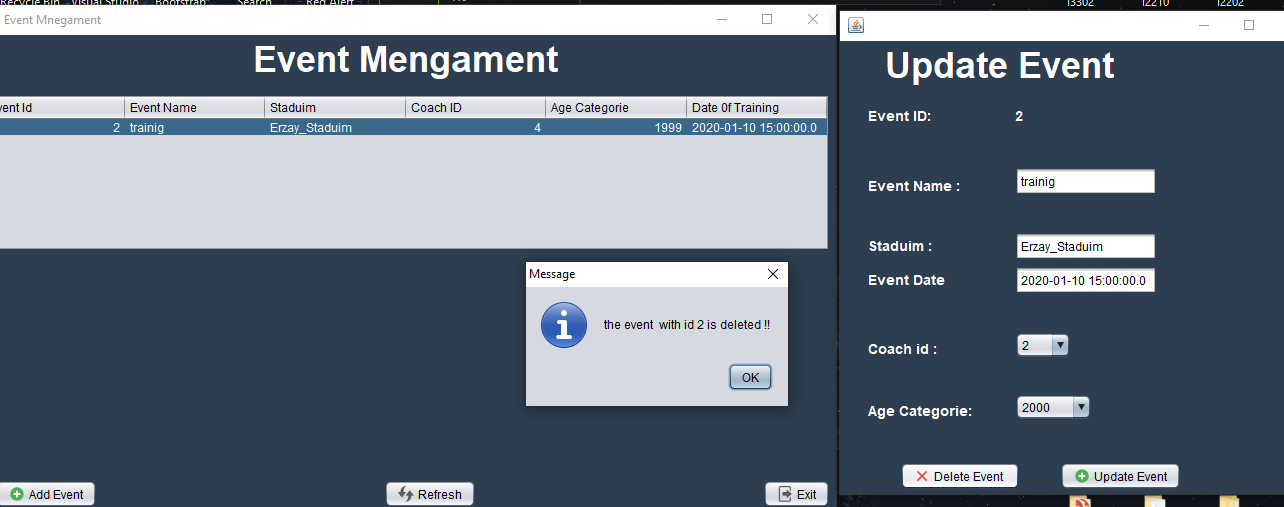 Recycle Bin Visual Studio Bootstrap: Search Red Alert
i3302 i2210 i2202
Event Mnegament
Event Mengament
vent Id Event Name Staduim Coach ID Age Categorie Date 0f Training
2 trainig Erzay_Staduim 4 1999 2020-01-10 15:00:00.0
Message
the event with id 2 is deleted !!
OK
Add Event Refresh Exit
Update Event
Event ID: 2
Event Name : trainig
Staduim : Erzay_Staduim
Event Date 2020-01-10 15:00:00.0
Coach id : 2
Age Categorie: 2000
Delete Event Update Event